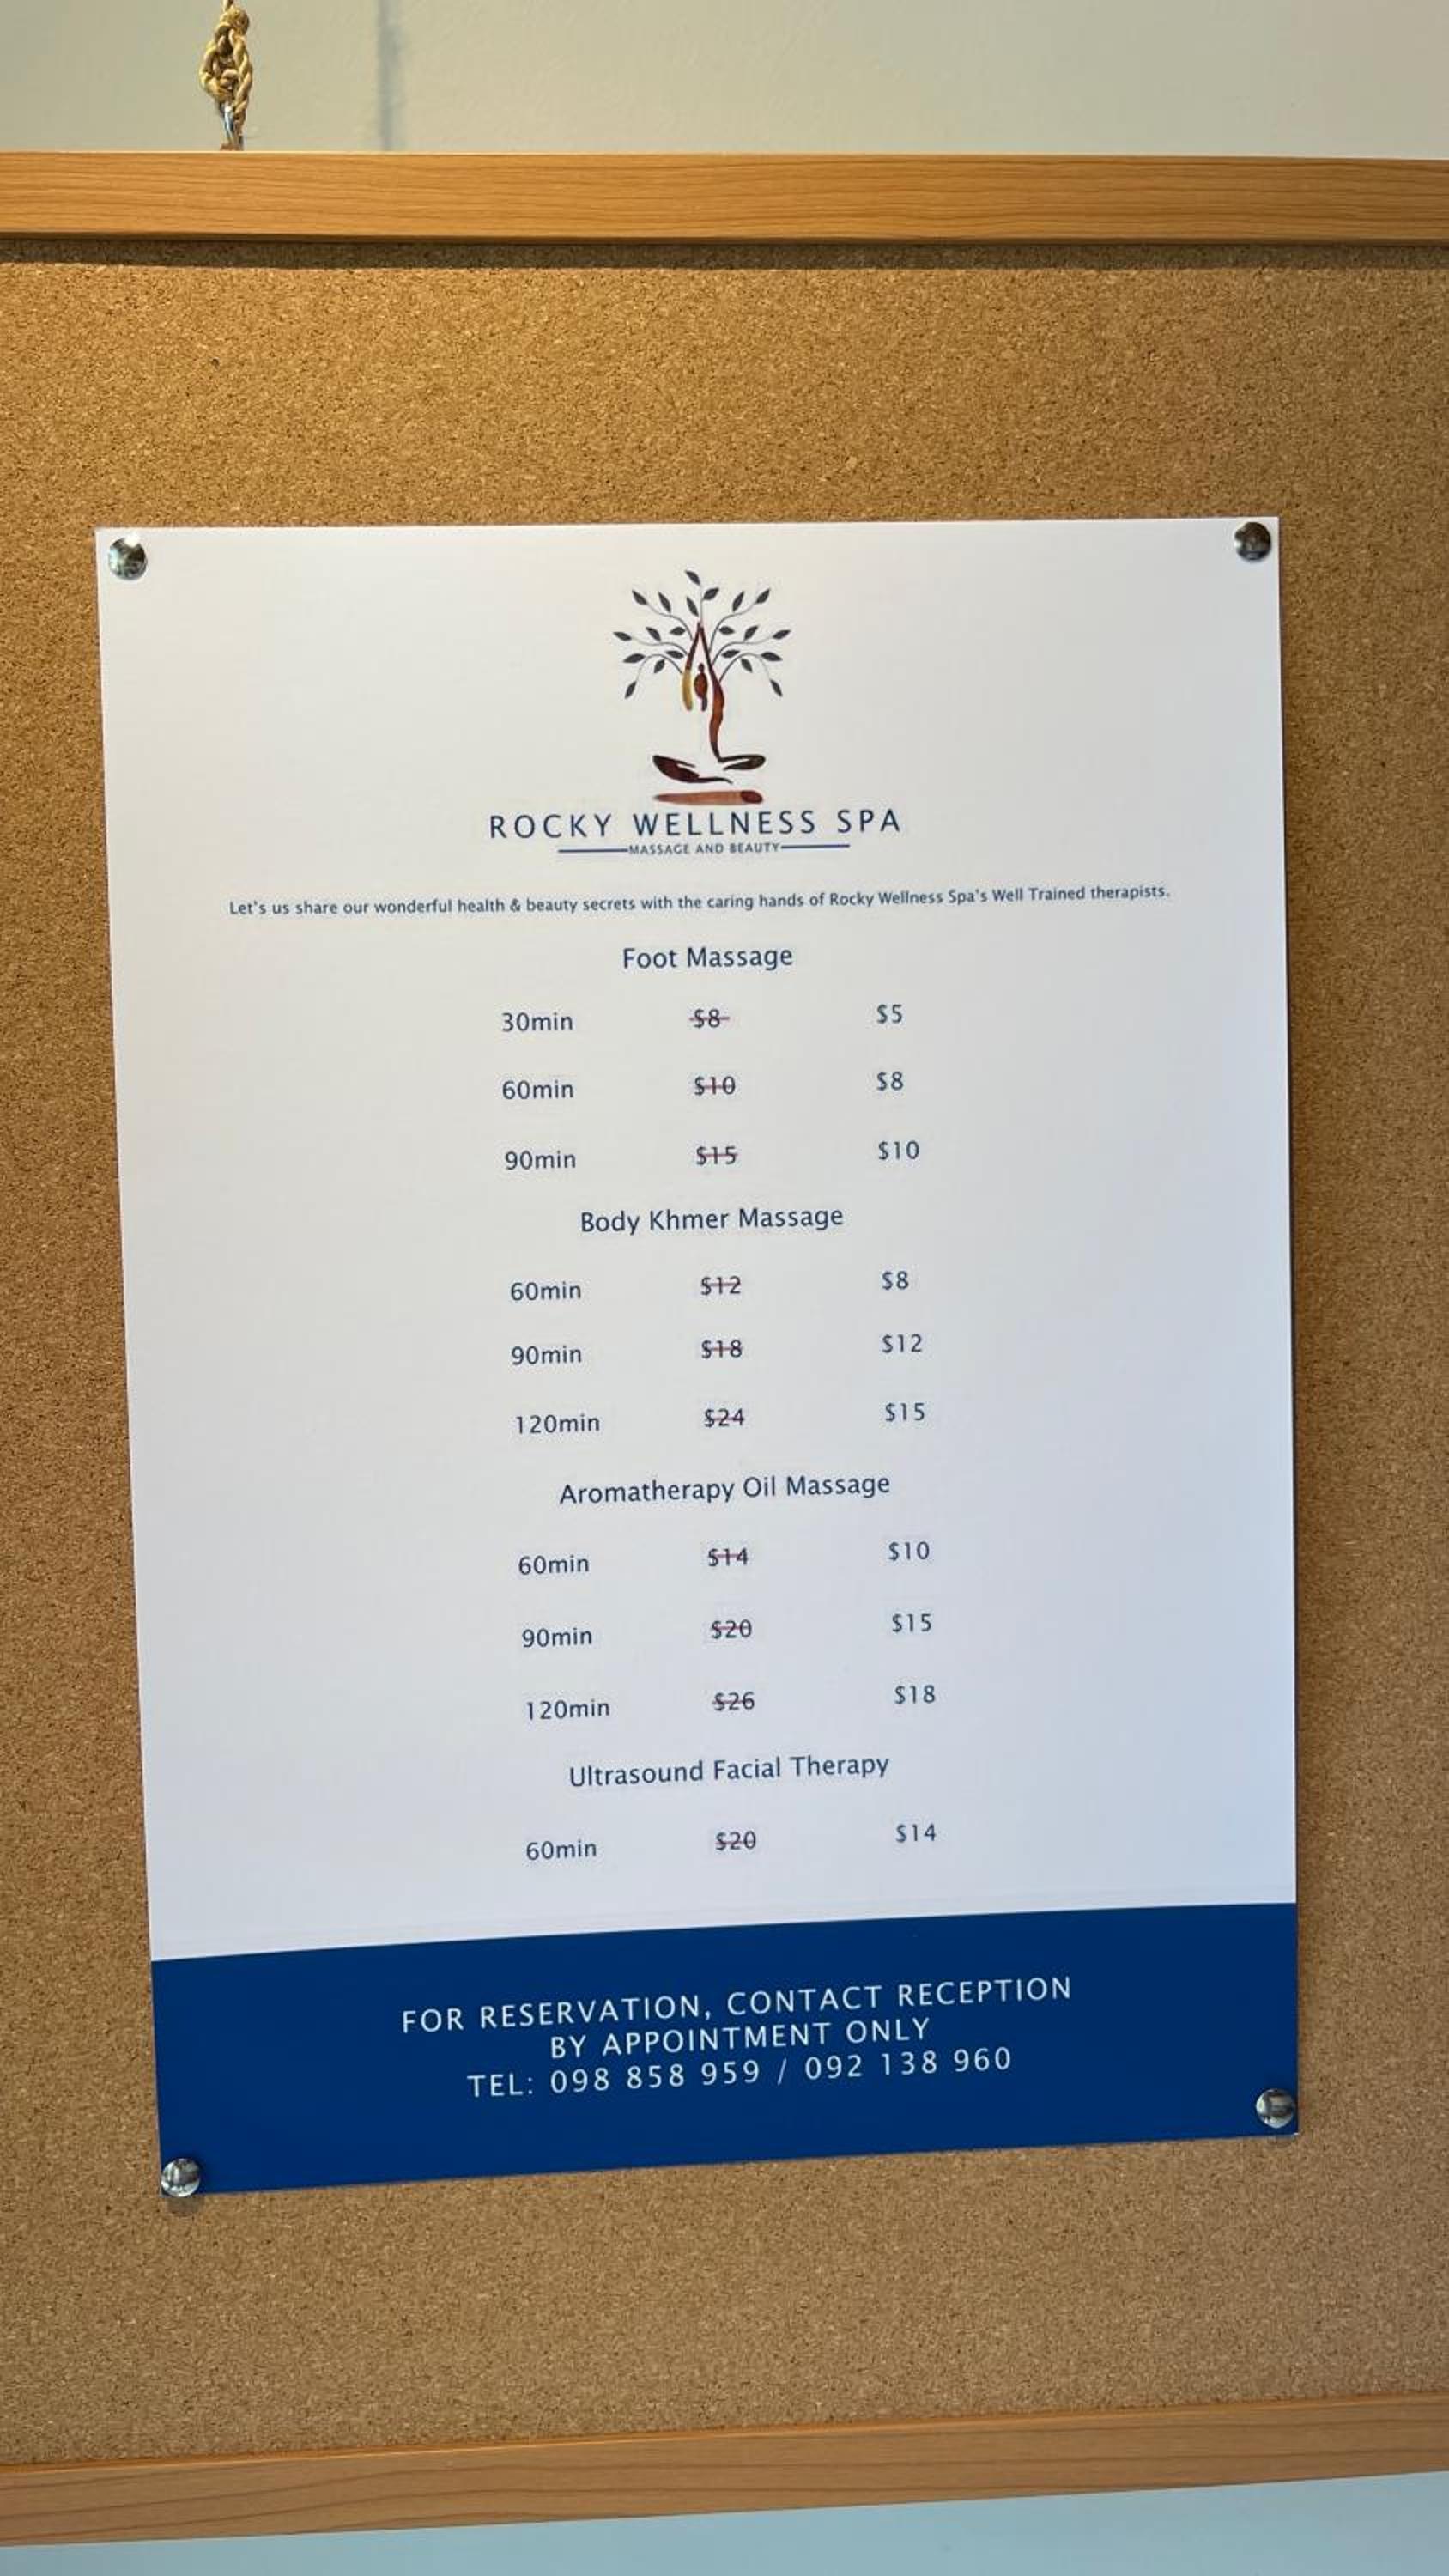 ROCKY WELLNESS SPA
MASSAGE AND BEAUTY
Let's us share our wonderful health & beauty secrets with the caring hands of Rocky Wellness Spa's Well Trained therapists.
Foot Massage
30min $8 $5
60min $10 $8
90min $15 $10
Body Khmer Massage
60min $12 $8
90min $18 $12
120min $24 $15
Aromatherapy Oil Massage
60min $14 $10
90min $20 $15
120min $26 $18
Ultrasound Facial Therapy
60min $20 $14
FOR RESERVATION, CONTACT RECEPTION
BY APPOINTMENT ONLY
TEL: 098 858 959 / 092 138 960